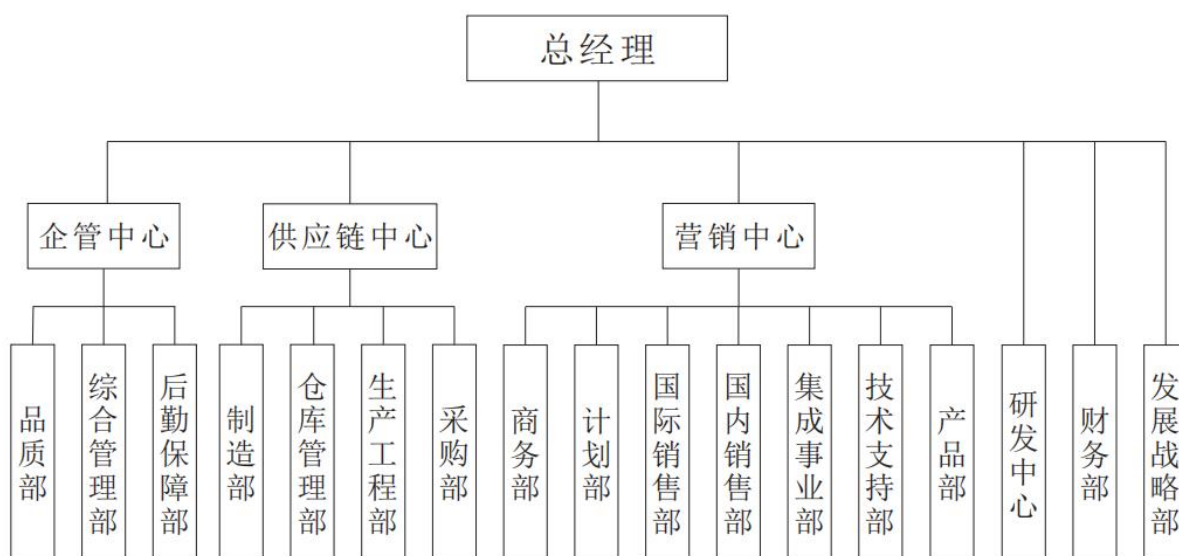 总经理
企管中心
供应链中心
营销中心
品质部
综合管理部
后勤保障部
制造部
仓库管理部
生产工程部
采购部
商务部
计划部
国际销售部
国内销售部
集成事业部
技术支持部
产品部
研发中心
财务部
发展战略部